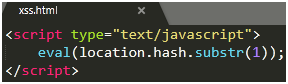 xss.html ×
<script type="text/javascript">
    eval(location.hash.substr(1));
</script>